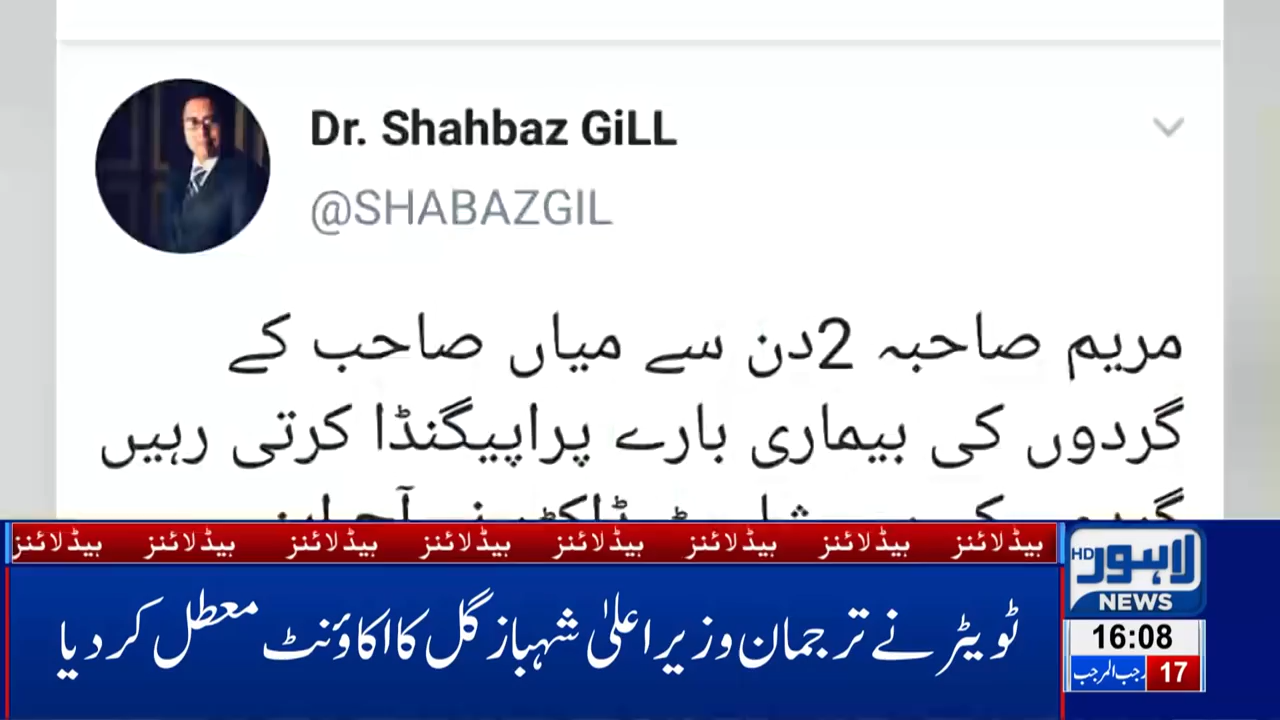 Dr. Shahbaz GiLL
@SHABAZGIL
مریم صاحبہ 2دن سے میاں صاحب کے
گردوں کی بیماری بارے پراپیگنڈا کرتی رہیں
ہیڈلائنز ہیڈلائنز ہیڈلائنز ہیڈلائنز ہیڈلائنز ہیڈلائنز ہیڈلائنز ہیڈلائنز
ٹویٹر نے ترجمان وزیراعلیٰ شہباز گل کا اکاؤنٹ معطل کر دیا
لاہور HD
NEWS
16:08
17 رجب المرجب